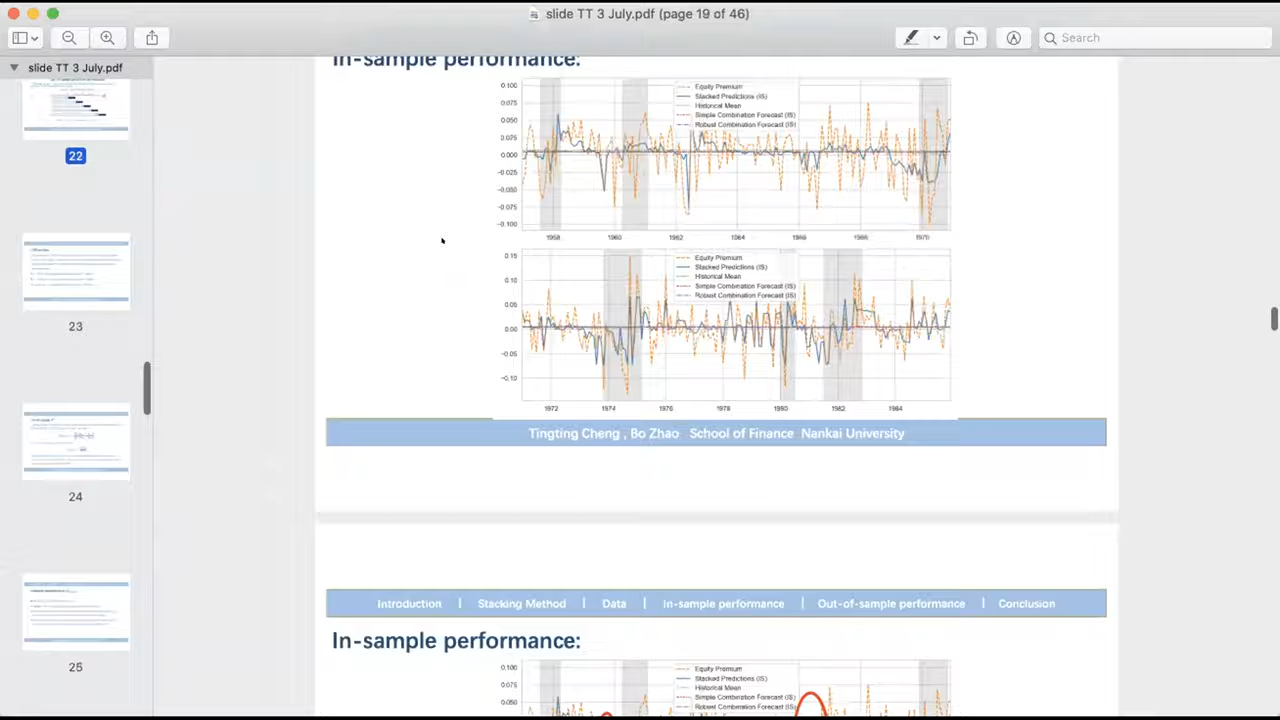 slide TT 3 July.pdf (page 19 of 46)
Search
slide TT 3 July.pdf
22
23
24
25
In-sample performance:
0.100
0.075
0.050
0.025
0.000
-0.025
-0.050
-0.075
-0.100
Equity Premium
Stacked Predictions (IS)
Historical Mean
Simple Combination Forecast (IS)
Robust Combination Forecast (IS)
1958
1960
1962
1964
1966
1968
1970
0.15
0.10
0.05
0.00
-0.05
-0.10
Equity Premium
Stacked Predictions (IS)
Historical Mean
Simple Combination Forecast (IS)
Robust Combination Forecast (IS)
1972
1974
1976
1978
1980
1982
1984
Tingting Cheng , Bo Zhao School of Finance Nankai University
Introduction | Stacking Method | Data | In-sample performance | Out-of-sample performance | Conclusion
In-sample performance:
0.100
0.075
0.050
Equity Premium
Stacked Predictions (IS)
Historical Mean
Simple Combination Forecast (IS)
Robust Combination Forecast (IS)